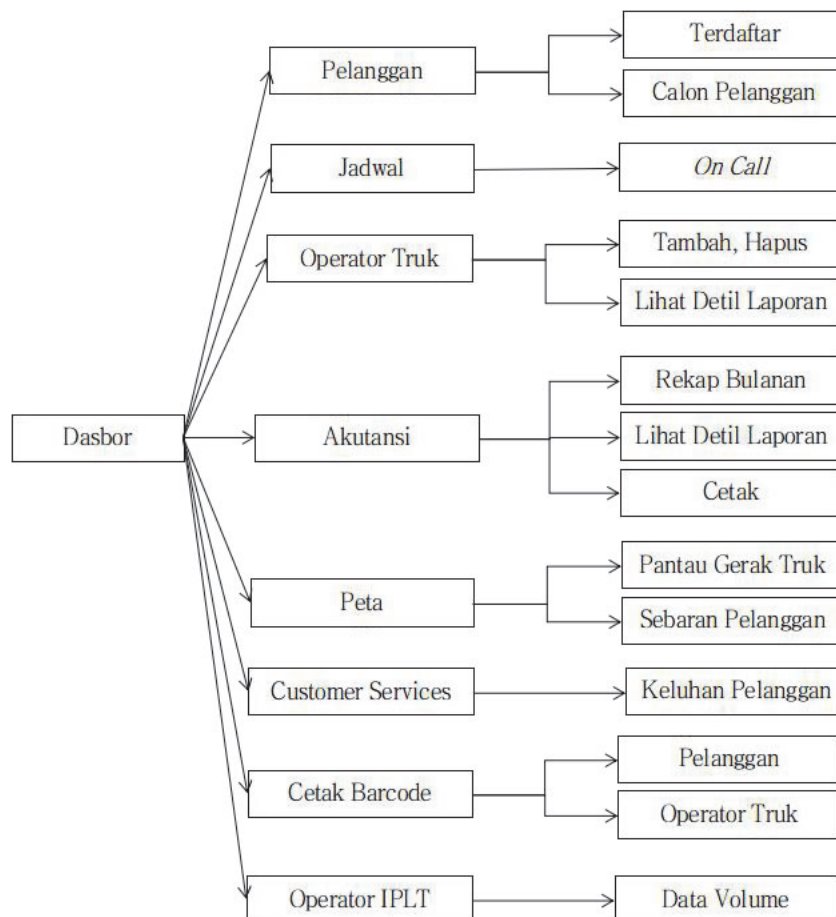 Dasbor
Pelanggan
Terdaftar
Calon Pelanggan
Jadwal
On Call
Operator Truk
Tambah, Hapus
Lihat Detil Laporan
Akutansi
Rekap Bulanan
Lihat Detil Laporan
Cetak
Peta
Pantau Gerak Truk
Sebaran Pelanggan
Customer Services
Keluhan Pelanggan
Cetak Barcode
Pelanggan
Operator Truk
Operator IPLT
Data Volume